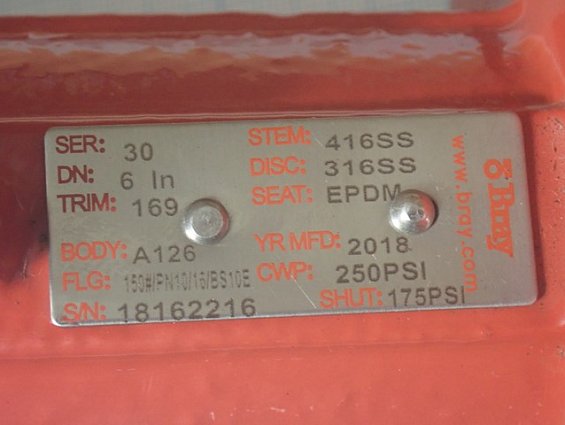 SER: 30
DN: 6 In
TRIM: 169
BODY: A126
FLG: 150#/PN10/16/BS10E
S/N: 18162216
STEM: 416SS
DISC: 316SS
SEAT: EPDM
YR MFD: 2018
CWP: 250PSI
SHUT: 175PSI
Bray
www.bray.com